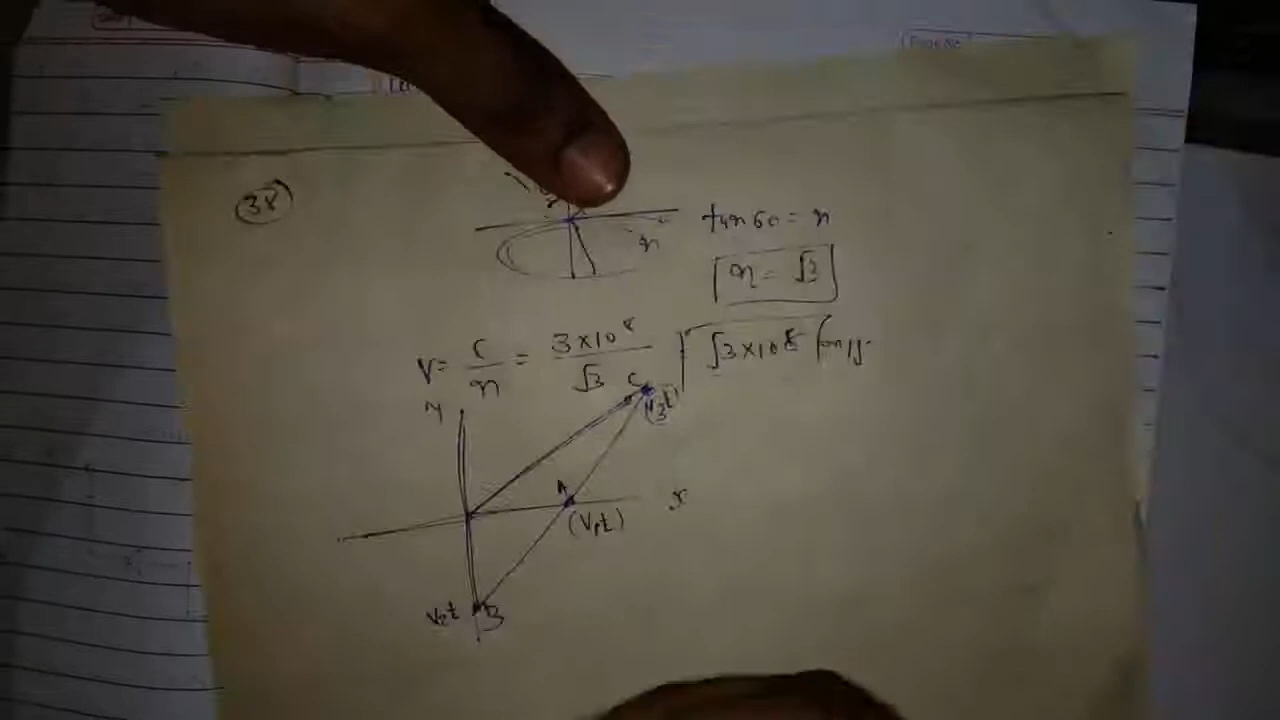 38
n
tan 60 = n
n = √3
V = c/n = 3×10⁸/√3
√3×10⁸
y
C
(V₃t)
A
x
(V₁t)
V₂t B